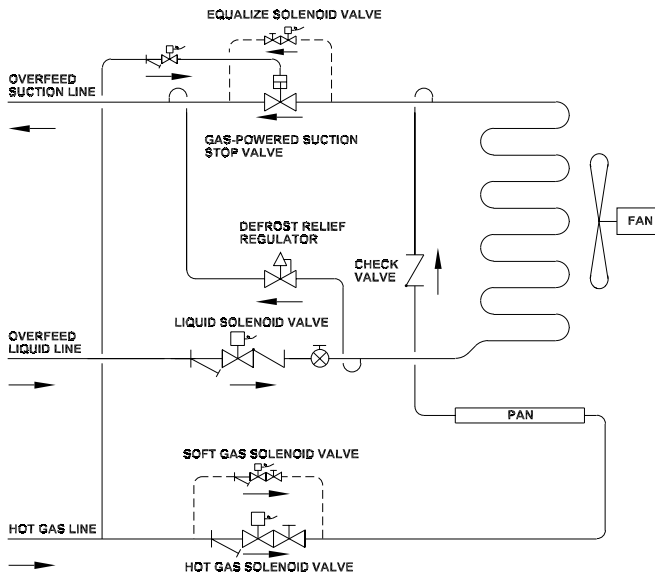 EQUALIZE SOLENOID VALVE
OVERFEED
SUCTION LINE
GAS-POWERED SUCTION
STOP VALVE
FAN
DEFROST RELIEF
REGULATOR
CHECK
VALVE
LIQUID SOLENOID VALVE
OVERFEED
LIQUID LINE
PAN
SOFT GAS SOLENOID VALVE
HOT GAS LINE
HOT GAS SOLENOID VALVE